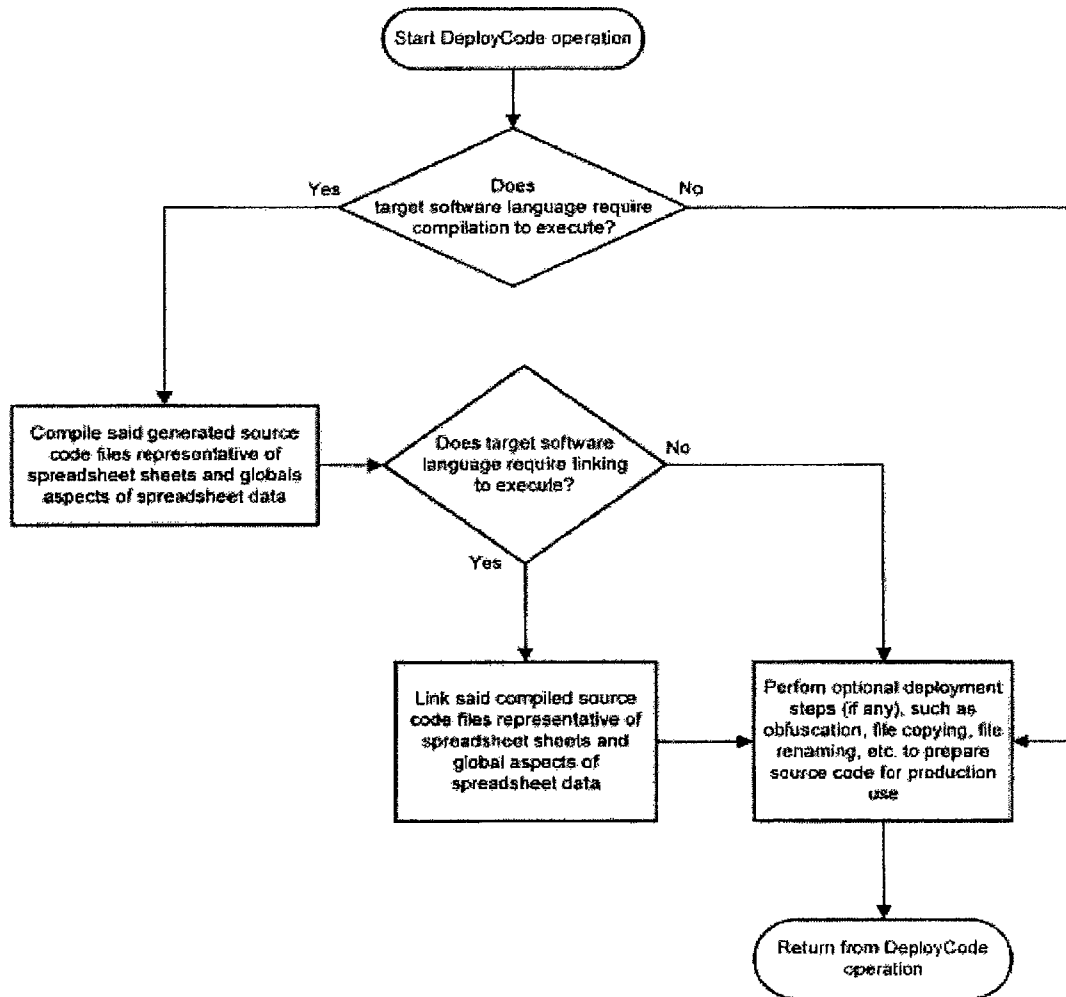 Start DeployCode operation
Yes
No
Does
target software language require
compilation to execute?
Compile said generated source
code files representative of
spreadsheet sheets and globals
aspects of spreadsheet data
Does target software
language require linking
to execute?
No
Yes
Link said compiled source
code files representative of
spreadsheet sheets and
global aspects of
spreadsheet data
Perfom optional deployment
steps (if any), such as
obfuscation, file copying, file
renaming, etc. to prepare
source code for production
use
Return from DeployCode
operation